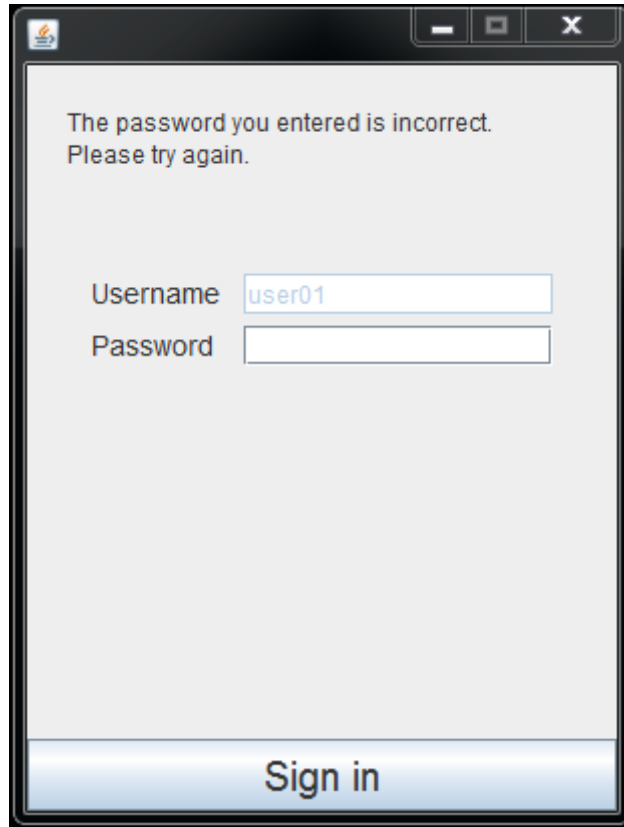 The password you entered is incorrect.
Please try again.
Username user01
Password
Sign in